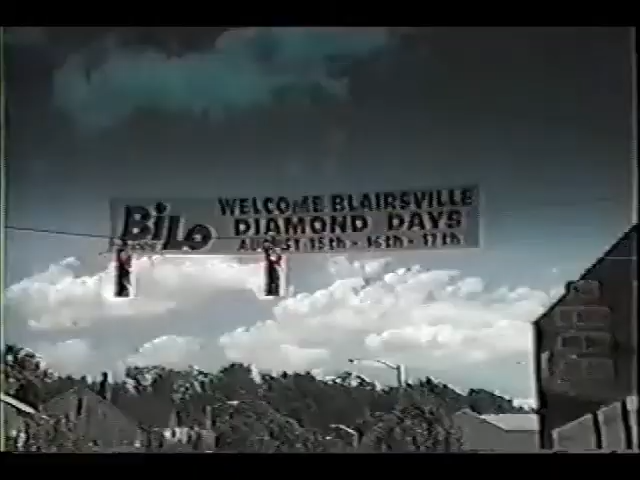 BiLo
WELCOME BLAIRSVILLE
DIAMOND DAYS
AUGUST 15th - 16th - 17th